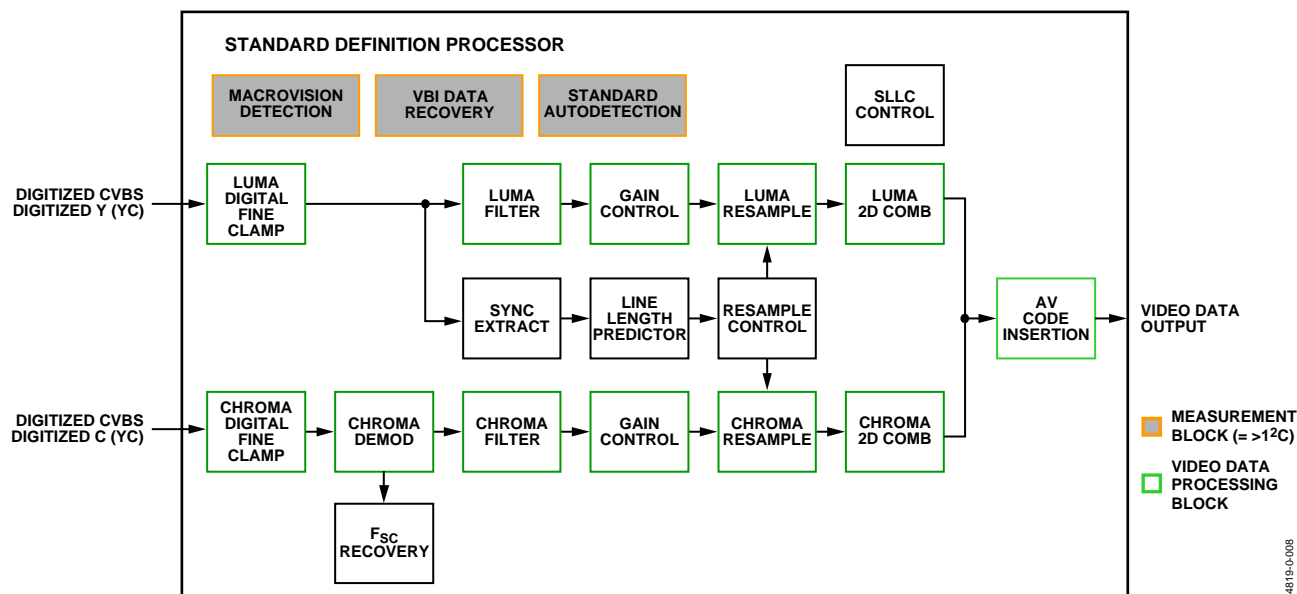 STANDARD DEFINITION PROCESSOR
MACROVISION
DETECTION
VBI DATA
RECOVERY
STANDARD
AUTODETECTION
SLLC
CONTROL
DIGITIZED CVBS
DIGITIZED Y (YC)
LUMA
DIGITAL
FINE
CLAMP
LUMA
FILTER
GAIN
CONTROL
LUMA
RESAMPLE
LUMA
2D COMB
SYNC
EXTRACT
LINE
LENGTH
PREDICTOR
RESAMPLE
CONTROL
AV
CODE
INSERTION
VIDEO DATA
OUTPUT
DIGITIZED CVBS
DIGITIZED C (YC)
CHROMA
DIGITAL
FINE
CLAMP
CHROMA
DEMOD
CHROMA
FILTER
GAIN
CONTROL
CHROMA
RESAMPLE
CHROMA
2D COMB
FSC
RECOVERY
MEASUREMENT
BLOCK (= >1²C)
VIDEO DATA
PROCESSING
BLOCK
4819-0-008